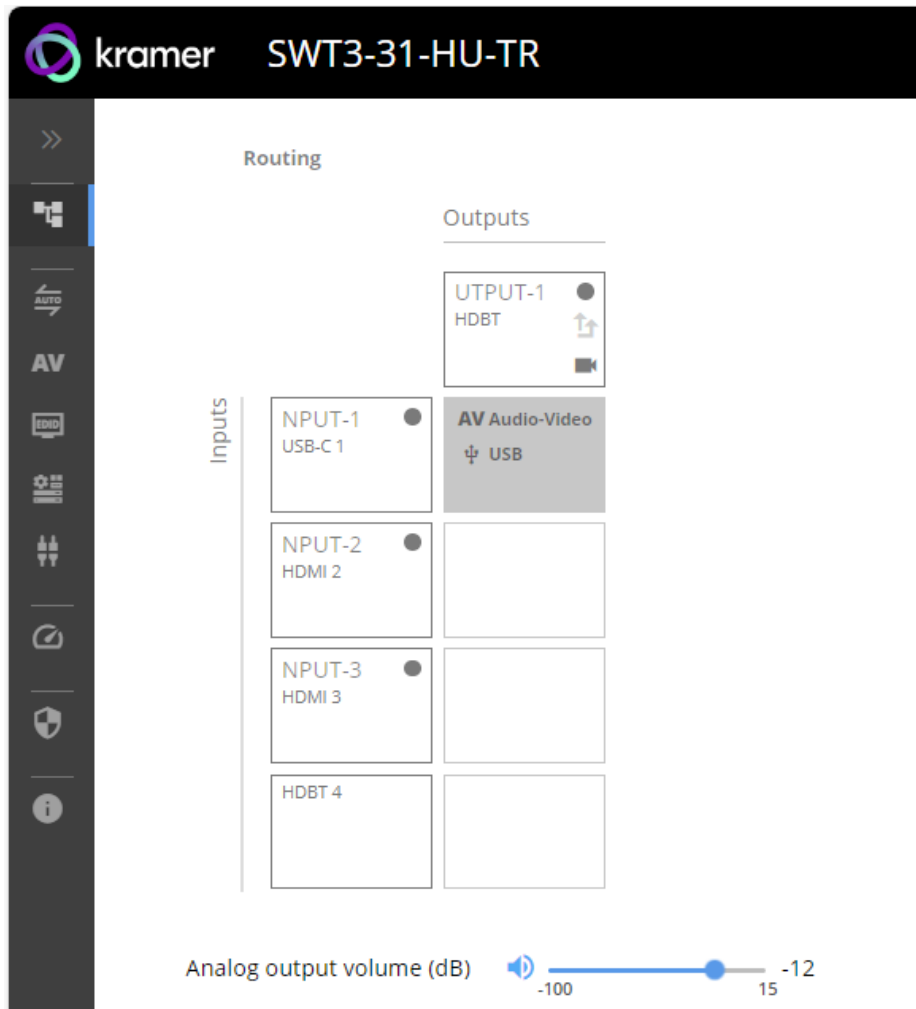 kramer SWT3-31-HU-TR
Routing
Outputs
UTPUT-1
HDBT
AUTO
AV
EDID
Inputs
NPUT-1
USB-C 1
AV Audio-Video
USB
NPUT-2
HDMI 2
NPUT-3
HDMI 3
HDBT 4
Analog output volume (dB)
-12
-100
15